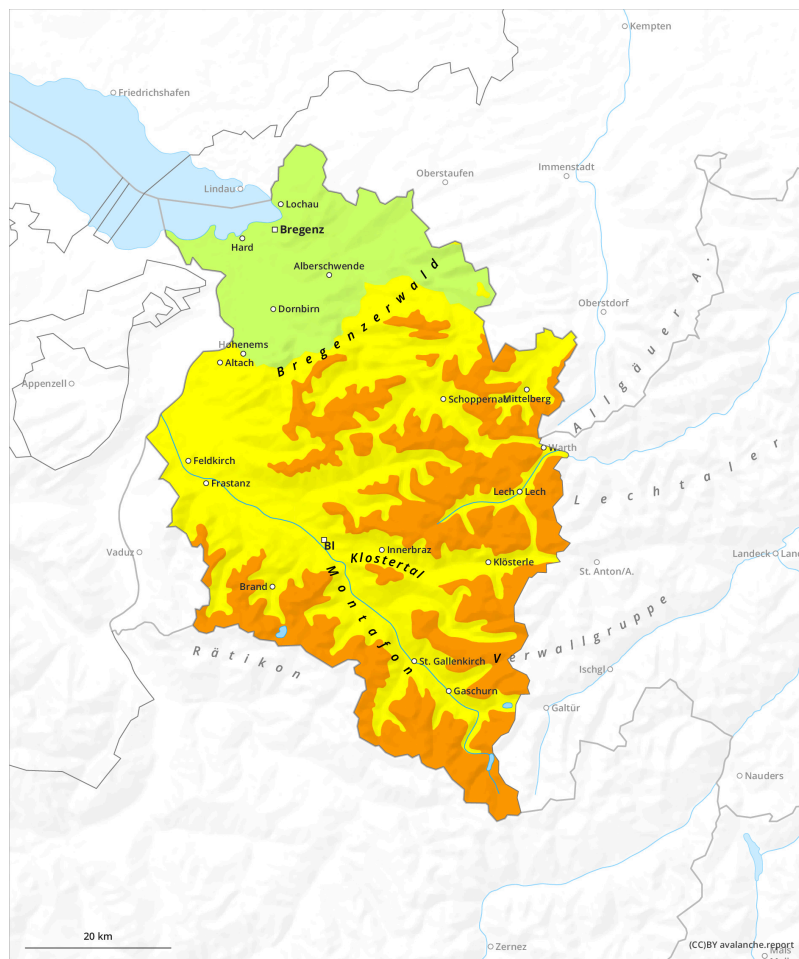 Kempten
Friedrichshafen
Immenstadt
Oberstaufen
Lindau
Lochau
Bregenz
Hard
Alberschwende
Dornbirn
Oberstdorf
Hohenems
Altach
Bregenzerwald
Allgäuer A.
Appenzell
Schoppernau
Mittelberg
Warth
Feldkirch
Frastanz
Lech
Lech
Lechtaler
Vaduz
Bl
Innerbraz
Klostertal
Klösterle
Landeck
St. Anton/A.
Brand
Montafon
Verwallgruppe
Rätikon
St. Gallenkirch
Ischgl
Gaschurn
Galtür
Nauders
20 km
Zernez
(CC)BY avalanche.report